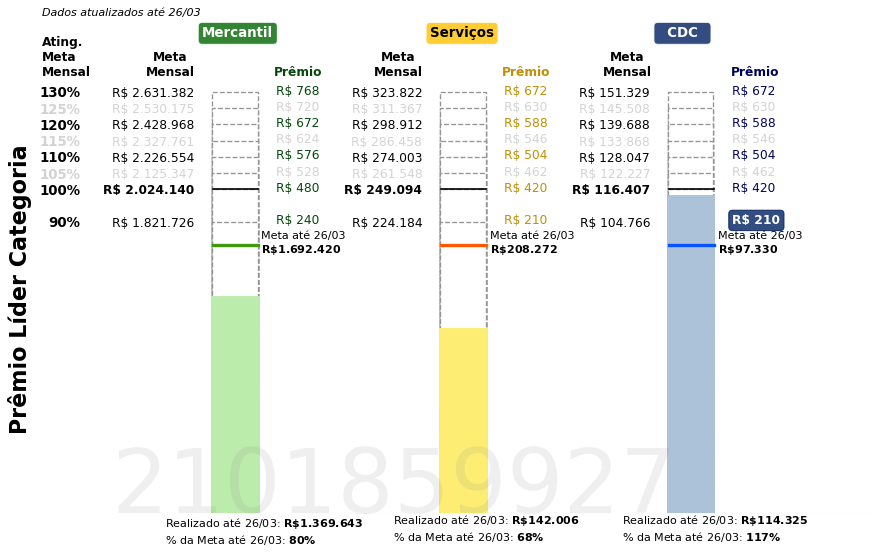 Dados atualizados até 26/03
Mercantil Serviços CDC
Ating. Meta Mensal Meta Mensal Prêmio Meta Mensal Prêmio Meta Mensal Prêmio
130% R$ 2.631.382 R$ 768 R$ 323.822 R$ 672 R$ 151.329 R$ 672
125% R$ 2.530.175 R$ 720 R$ 311.367 R$ 630 R$ 145.508 R$ 630
120% R$ 2.428.968 R$ 672 R$ 298.912 R$ 588 R$ 139.688 R$ 588
115% R$ 2.327.761 R$ 624 R$ 286.458 R$ 546 R$ 133.868 R$ 546
110% R$ 2.226.554 R$ 576 R$ 274.003 R$ 504 R$ 128.047 R$ 504
105% R$ 2.125.347 R$ 528 R$ 261.548 R$ 462 R$ 122.227 R$ 462
100% R$ 2.024.140 R$ 480 R$ 249.094 R$ 420 R$ 116.407 R$ 420
90% R$ 1.821.726 R$ 240 R$ 224.184 R$ 210 R$ 104.766 R$ 210
Meta até 26/03 Meta até 26/03 Meta até 26/03
R$1.692.420 R$208.272 R$97.330
Prêmio Líder Categoria
2101859927
Realizado até 26/03: R$1.369.643 Realizado até 26/03: R$142.006 Realizado até 26/03: R$114.325
% da Meta até 26/03: 80% % da Meta até 26/03: 68% % da Meta até 26/03: 117%